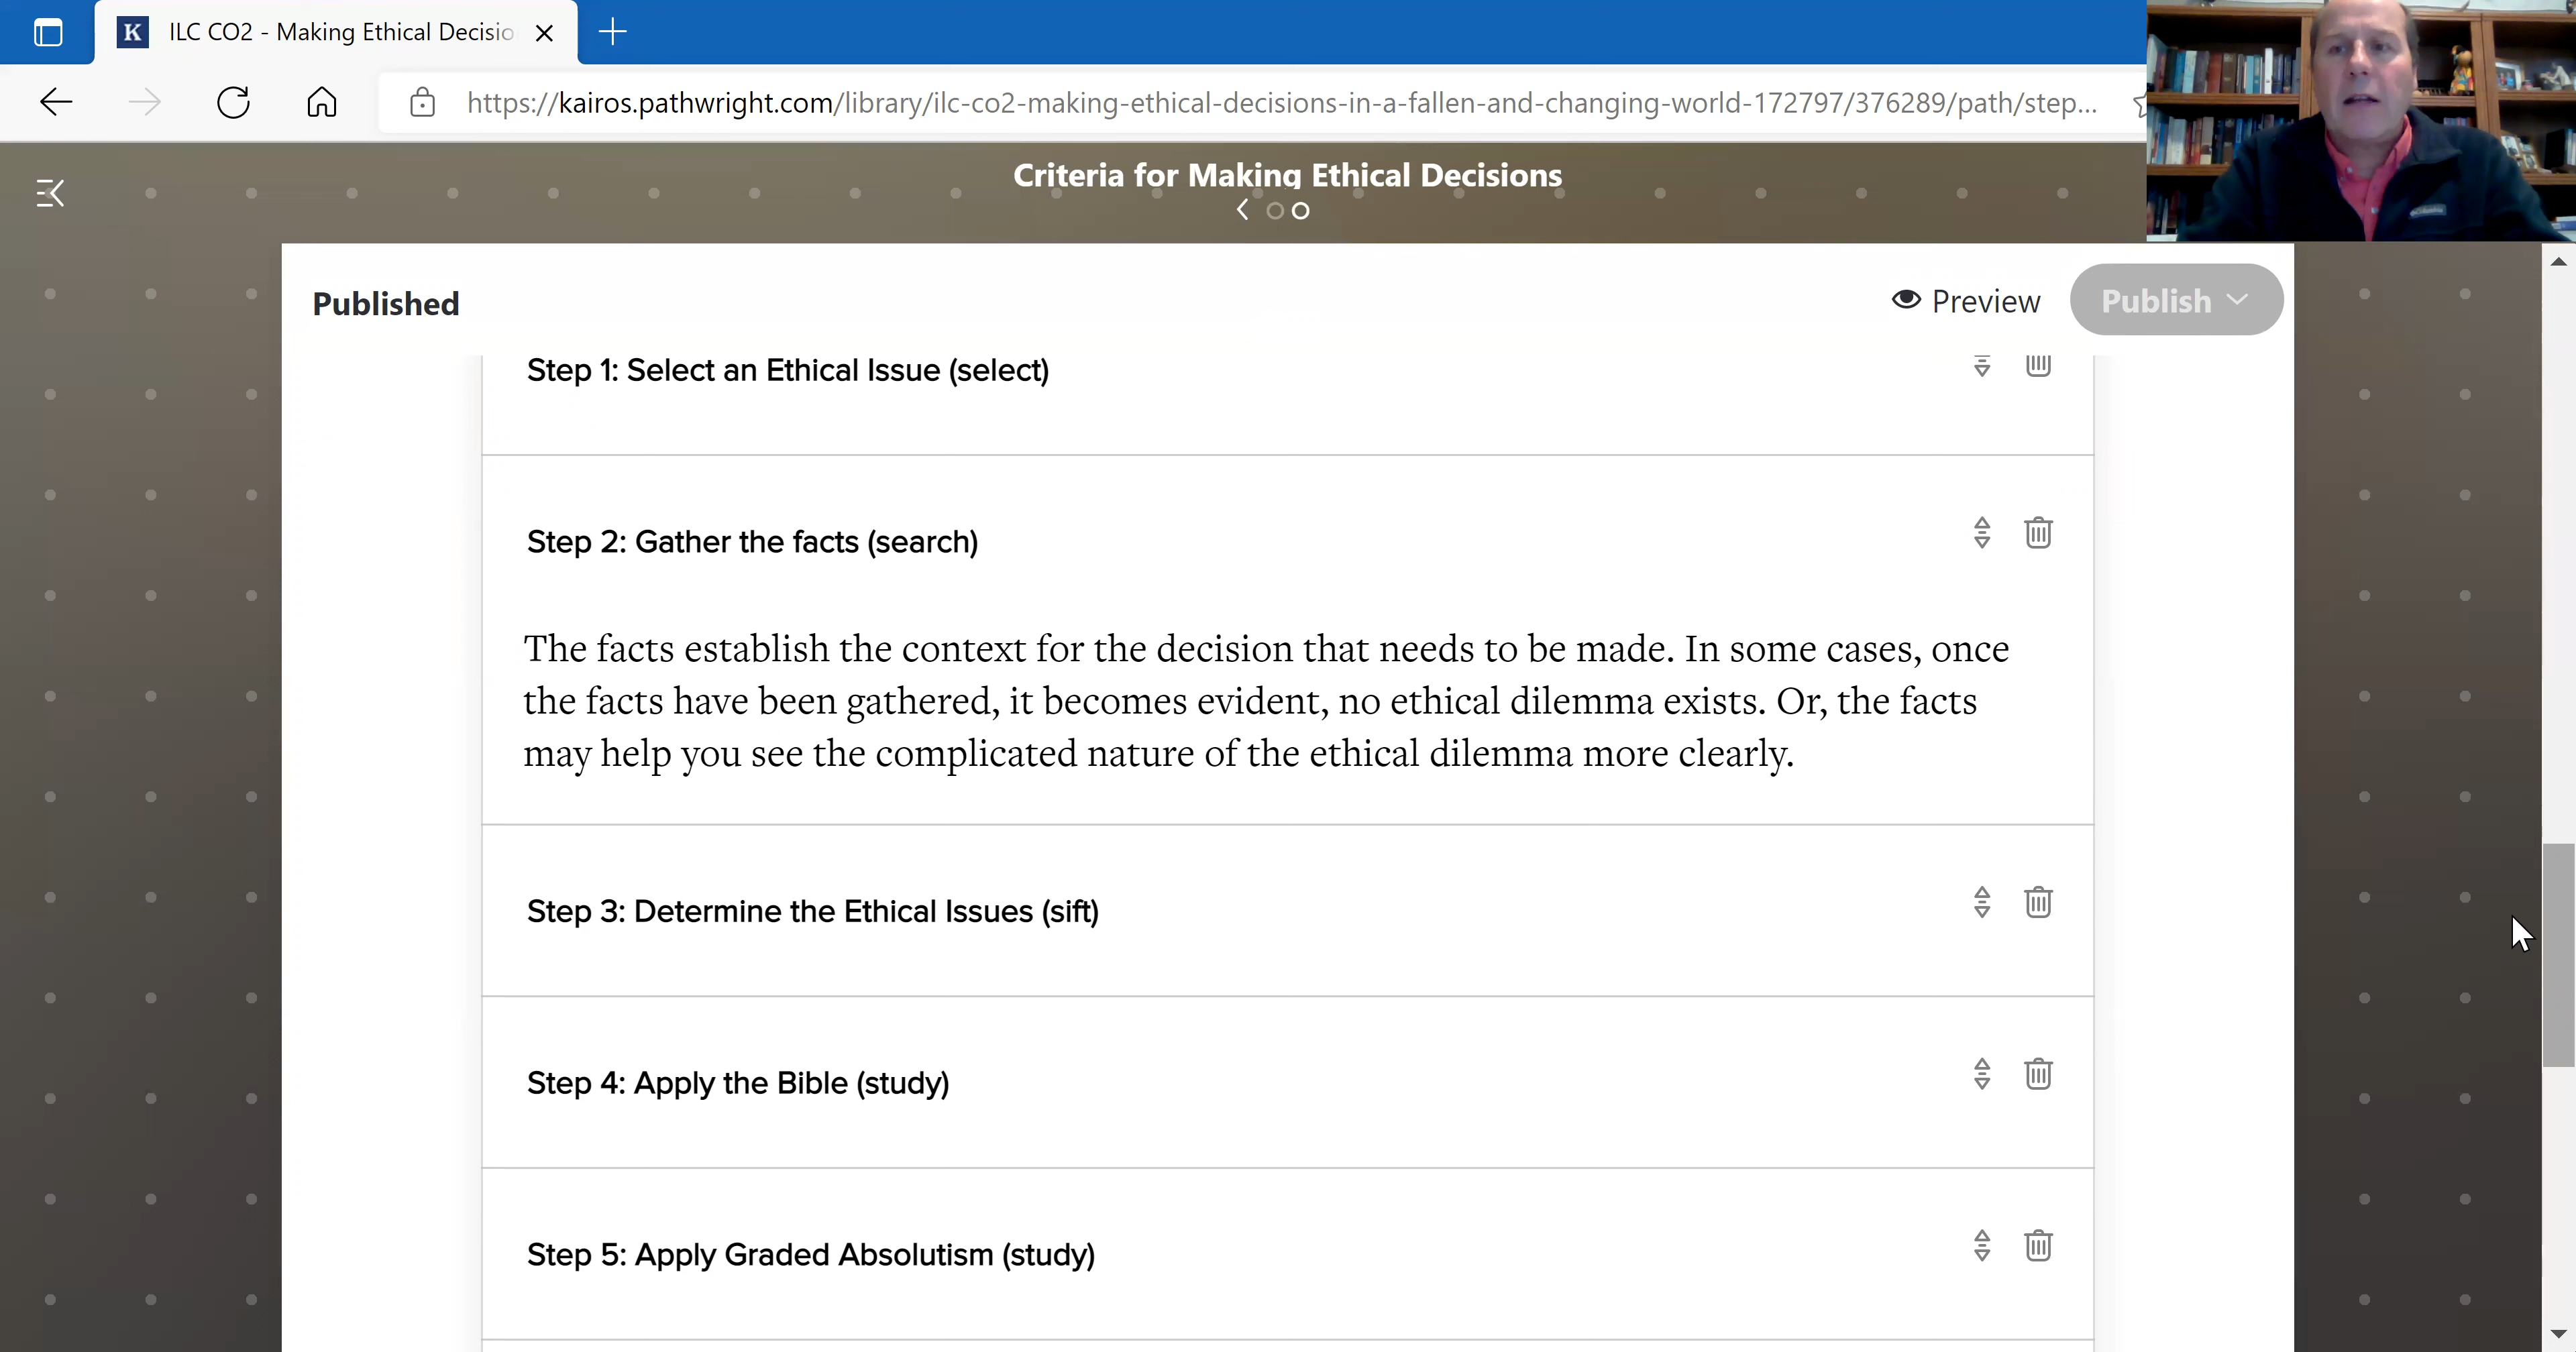 K ILC CO2 - Making Ethical Decisio
https://kairos.pathwright.com/library/ilc-co2-making-ethical-decisions-in-a-fallen-and-changing-world-172797/376289/path/step...
Criteria for Making Ethical Decisions
Published
Preview
Publish
Step 1: Select an Ethical Issue (select)
Step 2: Gather the facts (search)
The facts establish the context for the decision that needs to be made. In some cases, once
the facts have been gathered, it becomes evident, no ethical dilemma exists. Or, the facts
may help you see the complicated nature of the ethical dilemma more clearly.
Step 3: Determine the Ethical Issues (sift)
Step 4: Apply the Bible (study)
Step 5: Apply Graded Absolutism (study)